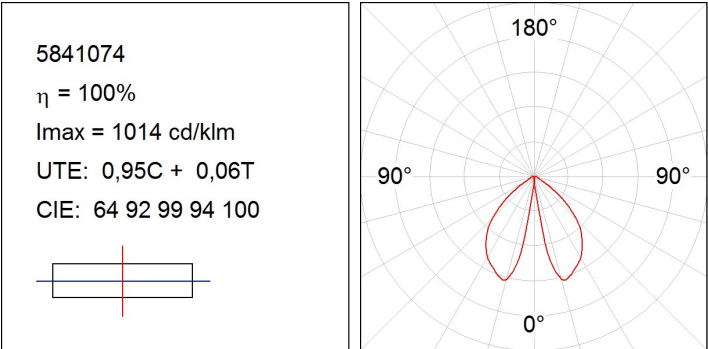 5841074
η = 100%
Imax = 1014 cd/klm
UTE: 0,95C + 0,06T
CIE: 64 92 99 94 100
180°
90° 90°
0°